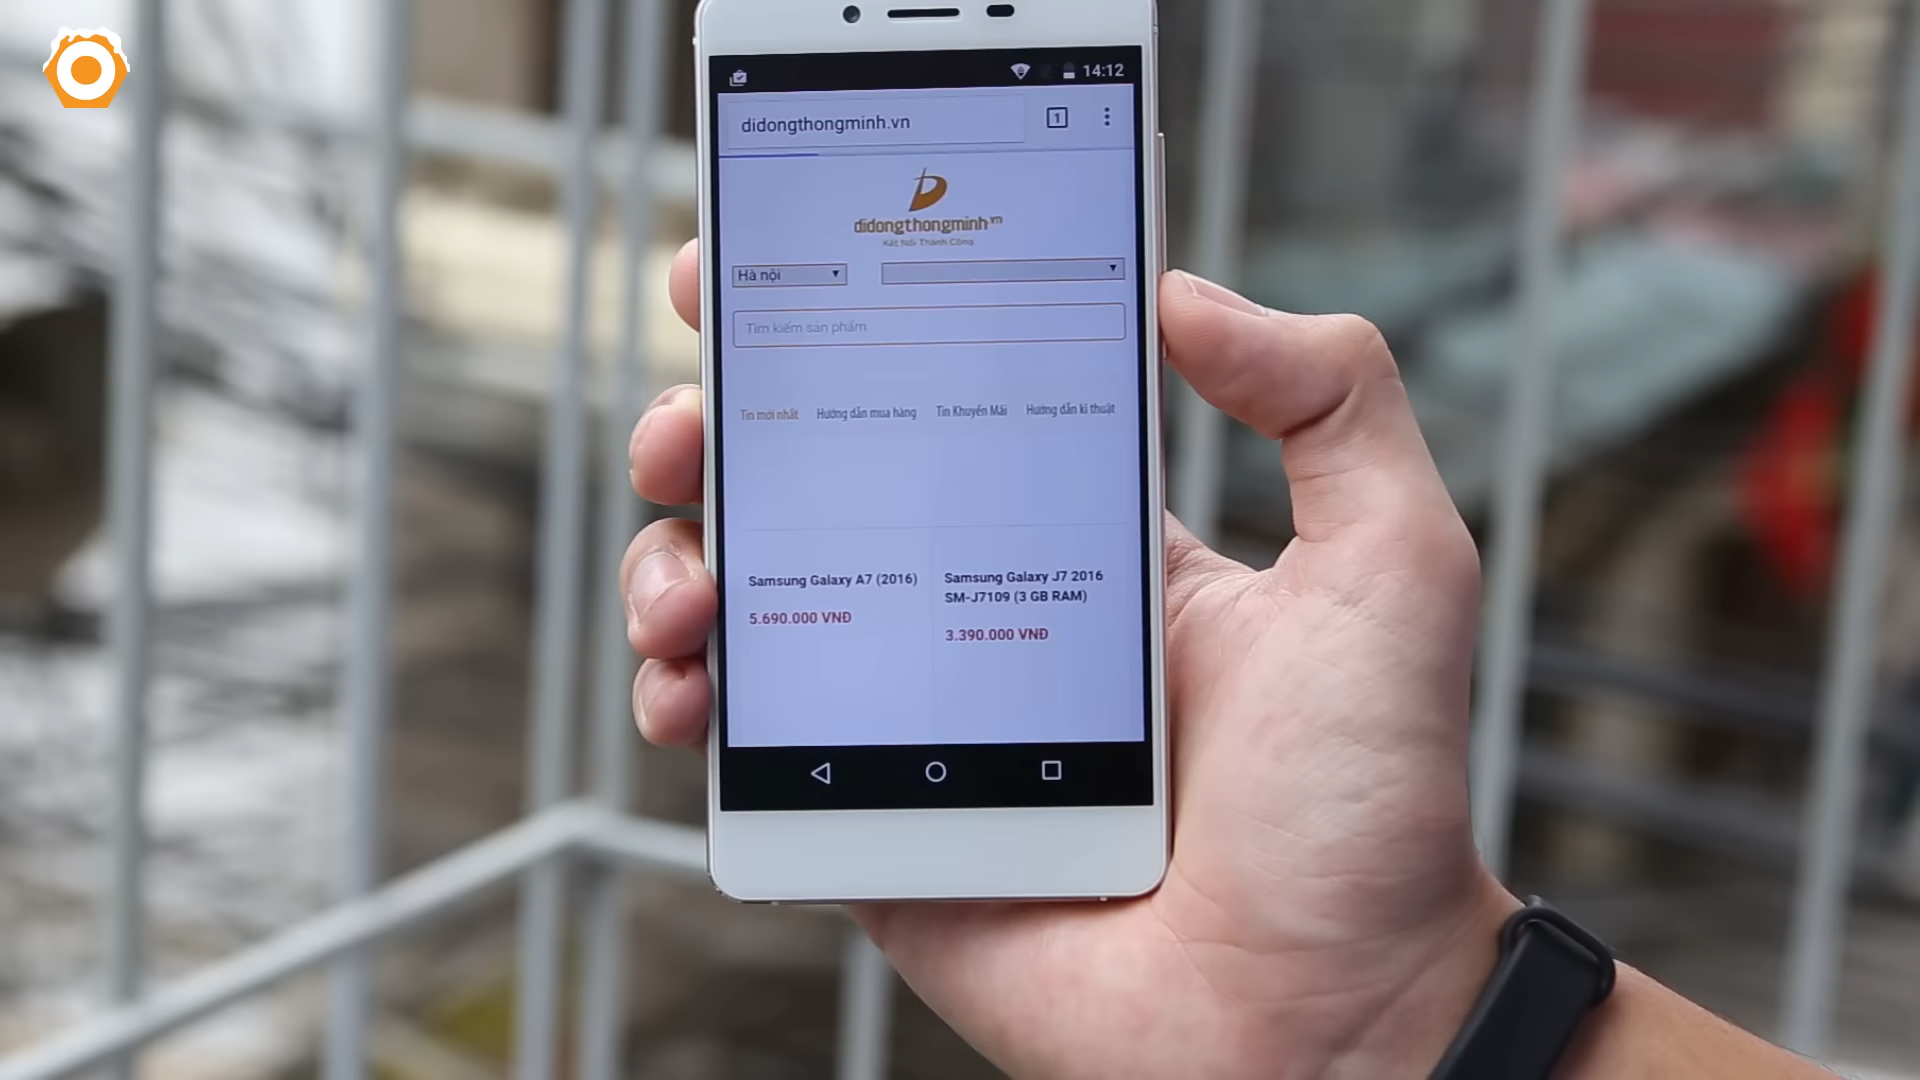 14:12
didongthongminh.vn
1
didongthongminh.vn
Kết Nối Thành Công
Hà nội
Tìm kiếm sản phẩm
Tin mới nhất Hướng dẫn mua hàng Tin Khuyến Mãi Hướng dẫn kĩ thuật
Samsung Galaxy A7 (2016)
5.690.000 VNĐ
Samsung Galaxy J7 2016
SM-J7109 (3 GB RAM)
3.390.000 VNĐ